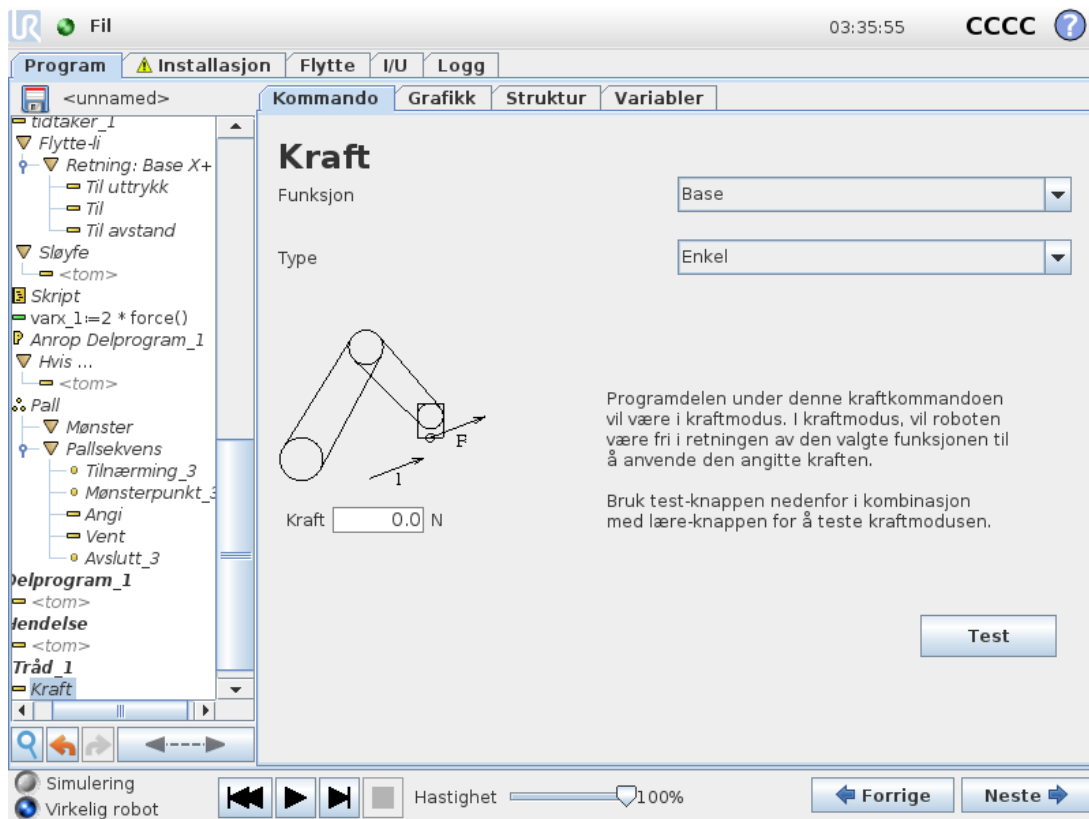 UR Fil 03:35:55 CCCC ?
Program Installasjon Flytte I/U Logg
<unnamed>
Kommando Grafikk Struktur Variabler
tidtaker_1
Flytte-li
Retning: Base X+
Til uttrykk
Til
Til avstand
Sløyfe
<tom>
Skript
varx_1:=2 * force()
Anrop Delprogram_1
Hvis ...
<tom>
Pall
Mønster
Pallsekvens
Tilnærming_3
Mønsterpunkt_3
Angi
Vent
Avslutt_3
Delprogram_1
<tom>
Hendelse
<tom>
Tråd_1
Kraft
Kraft
Funksjon Base
Type Enkel
F
1
Kraft 0.0 N
Programdelen under denne kraftkommandoen
vil være i kraftmodus. I kraftmodus, vil roboten
være fri i retningen av den valgte funksjonen til
å anvende den angitte kraften.
Bruk test-knappen nedenfor i kombinasjon
med lære-knappen for å teste kraftmodusen.
Test
Simulering
Virkelig robot
Hastighet 100%
Forrige Neste